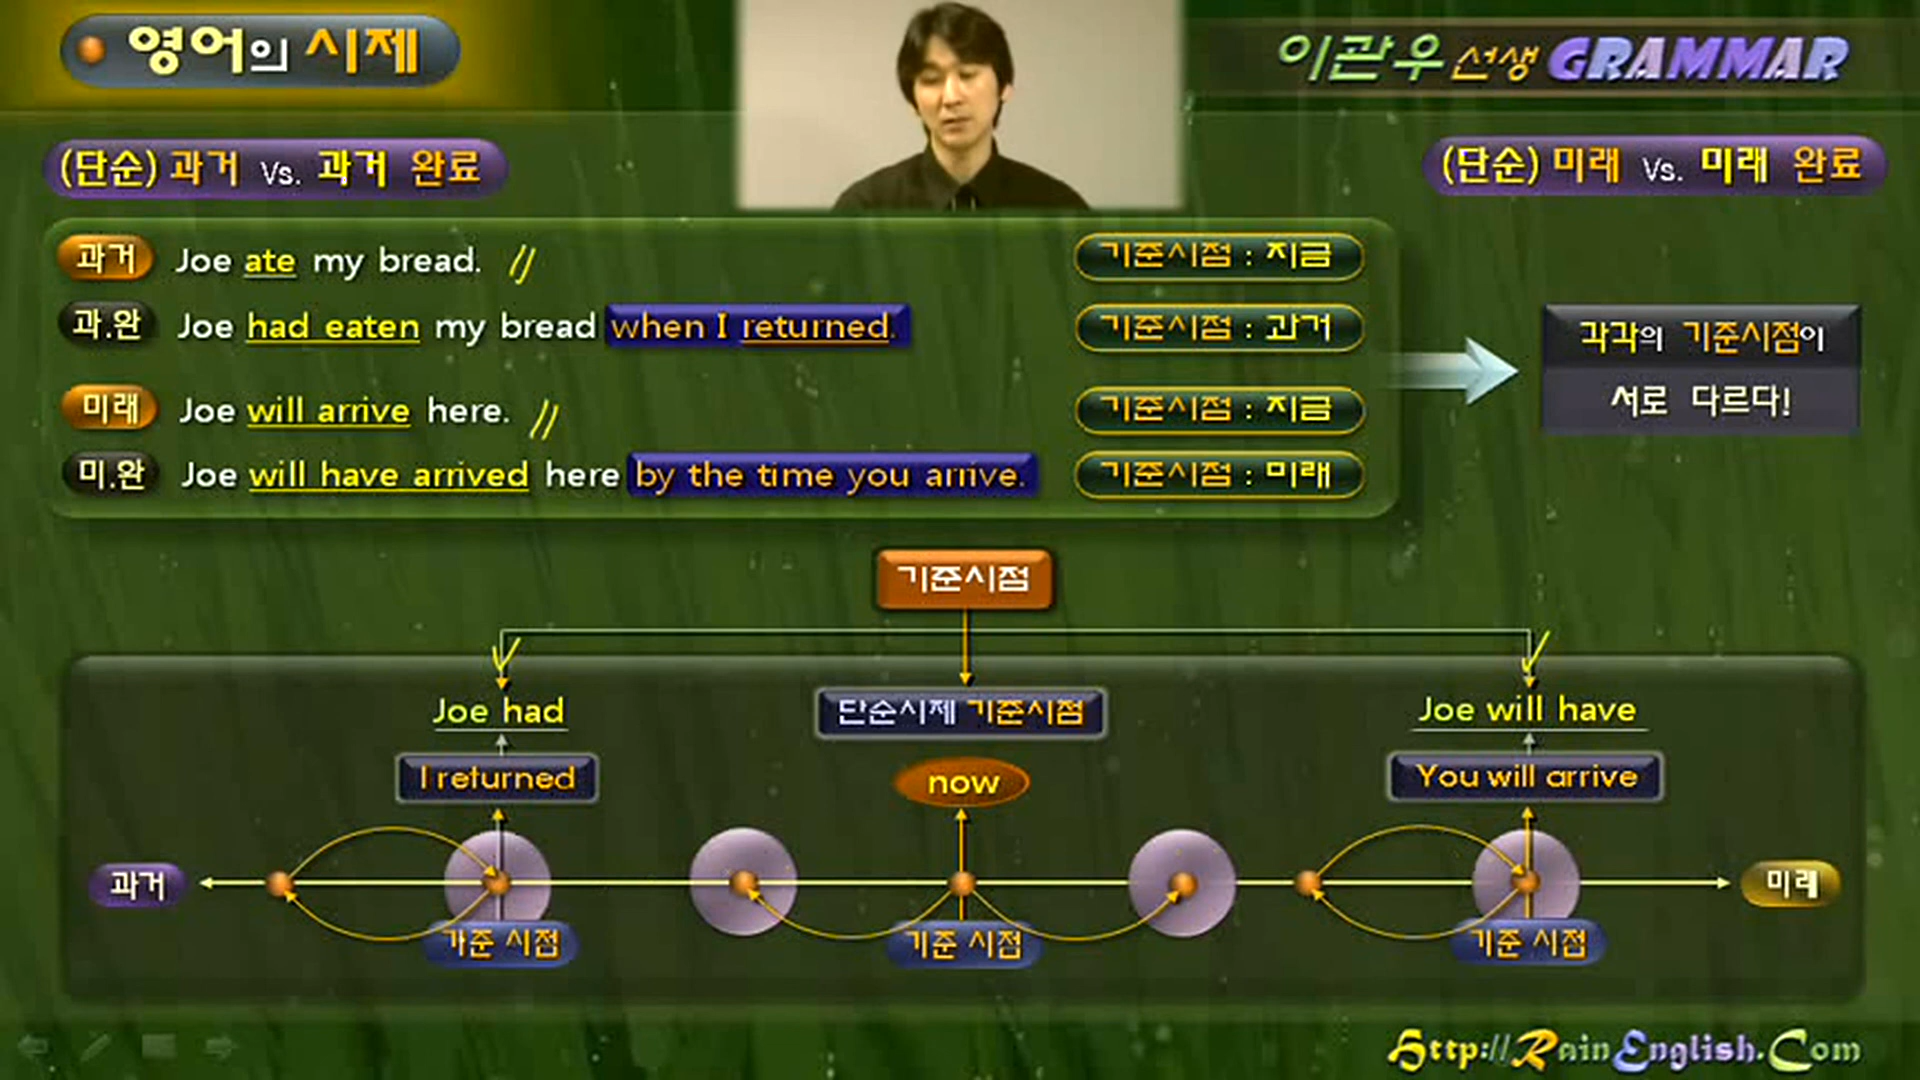 영어의 시제
이관우 선생 GRAMMAR
(단순) 과거 Vs. 과거 완료
(단순) 미래 Vs. 미래 완료
과거 Joe ate my bread. 기준시점 : 지금
과.완 Joe had eaten my bread when I returned. 기준시점 : 과거
미래 Joe will arrive here. 기준시점 : 지금
미.완 Joe will have arrived here by the time you arrive. 기준시점 : 미래
각각의 기준시점이
서로 다르다!
기준시점
Joe had
단순시제 기준시점
Joe will have
I returned
now
You will arrive
과거
미래
기준 시점
기준 시점
기준 시점
Http://RainEnglish.Com